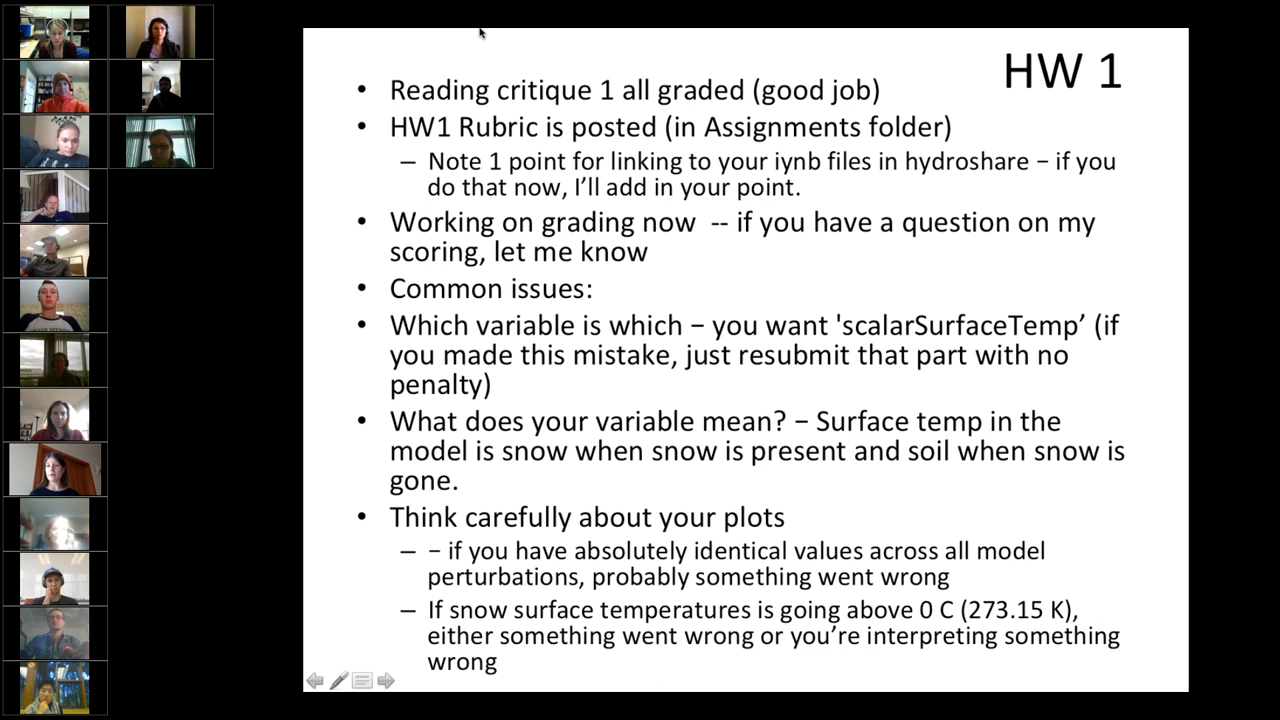 HW 1
• Reading critique 1 all graded (good job)
• HW1 Rubric is posted (in Assignments folder)
– Note 1 point for linking to your iynb files in hydroshare – if you
do that now, I’ll add in your point.
• Working on grading now -- if you have a question on my
scoring, let me know
• Common issues:
• Which variable is which – you want 'scalarSurfaceTemp’ (if
you made this mistake, just resubmit that part with no
penalty)
• What does your variable mean? – Surface temp in the
model is snow when snow is present and soil when snow is
gone.
• Think carefully about your plots
– – if you have absolutely identical values across all model
perturbations, probably something went wrong
– If snow surface temperatures is going above 0 C (273.15 K),
either something went wrong or you’re interpreting something
wrong